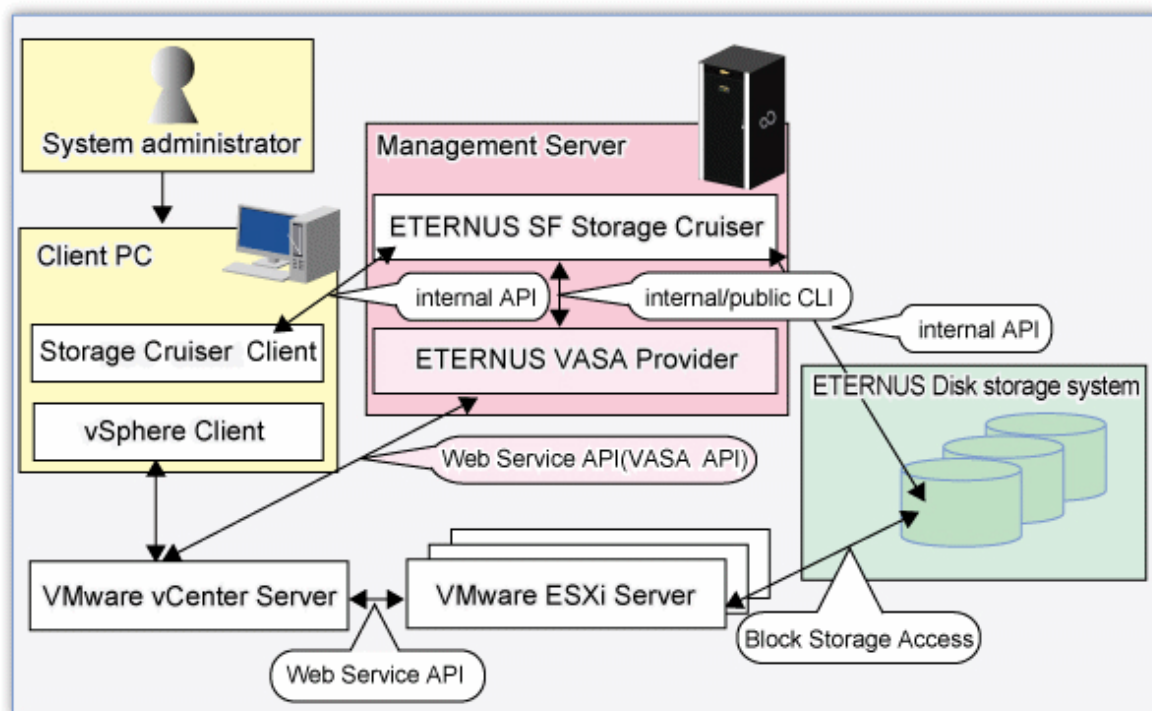 System administrator
Management Server
ETERNUS SF Storage Cruiser
Client PC
internal API
internal/public CLI
internal API
Storage Cruiser Client
ETERNUS VASA Provider
ETERNUS Disk storage system
vSphere Client
Web Service API(VASA API)
VMware vCenter Server
VMware ESXi Server
Block Storage Access
Web Service API